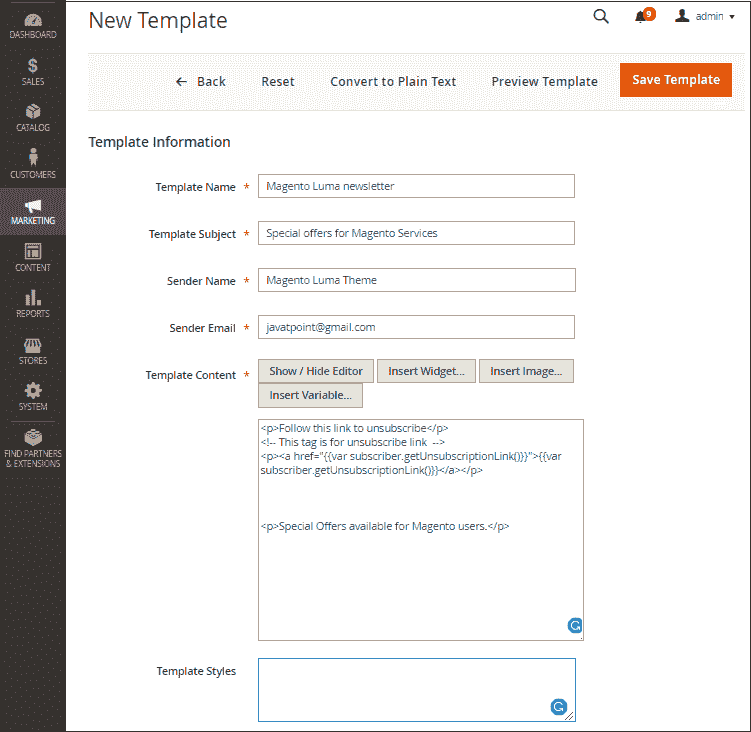 New Template
9
admin
DASHBOARD
SALES
CATALOG
CUSTOMERS
MARKETING
CONTENT
REPORTS
STORES
SYSTEM
FIND PARTNERS
& EXTENSIONS
← Back Reset Convert to Plain Text Preview Template Save Template
Template Information
Template Name * Magento Luma newsletter
Template Subject * Special offers for Magento Services
Sender Name * Magento Luma Theme
Sender Email * javatpoint@gmail.com
Template Content * Show / Hide Editor Insert Widget... Insert Image...
Insert Variable...
<p>Follow this link to unsubscribe</p>
<!-- This tag is for unsubscribe link -->
<p><a href="{{var subscriber.getUnsubscriptionLink()}}">{{var
subscriber.getUnsubscriptionLink()}}</a></p>
<p>Special Offers available for Magento users.</p>
Template Styles